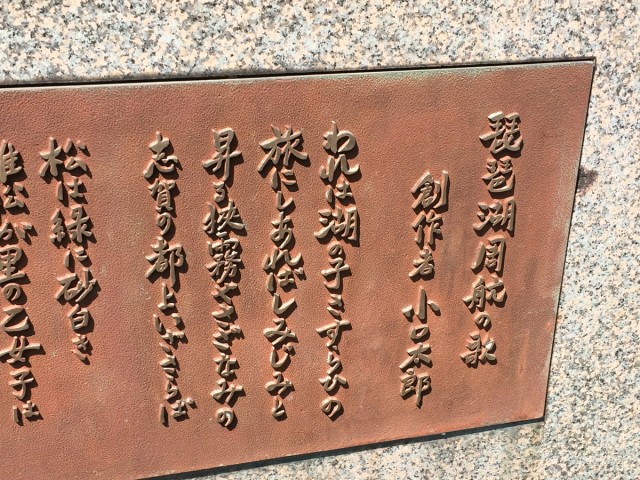 琵琶湖周航の歌
創作者 小口太郎
われは湖の子さすらひの
旅にしあればしみじみと
昇る狭霧やさざなみの
志賀の都よいざさらば
松は緑に砂白き
雄松が里の乙女子は